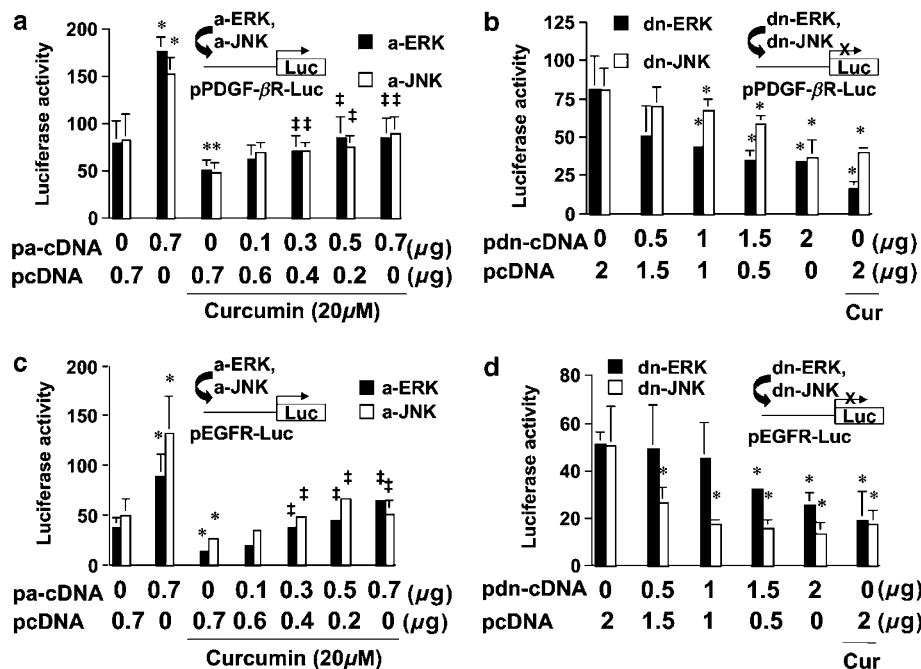 a
Luciferase activity
200
150
100
50
0
a-ERK,
a-JNK
Luc
pPDGF-βR-Luc
a-ERK
a-JNK
* * ** ‡‡ ‡ ‡ ‡‡
pa-cDNA 0 0.7 0 0.1 0.3 0.5 0.7 (µg)
pcDNA 0.7 0 0.7 0.6 0.4 0.2 0 (µg)
Curcumin (20µM)
b
Luciferase activity
125
100
75
50
25
0
dn-ERK
dn-JNK
dn-ERK,
dn-JNK
X
Luc
pPDGF-βR-Luc
* * * * * * * *
pdn-cDNA 0 0.5 1 1.5 2 0 (µg)
pcDNA 2 1.5 1 0.5 0 2 (µg)
Cur
c
Luciferase activity
200
150
100
50
0
a-ERK,
a-JNK
Luc
pEGFR-Luc
a-ERK
a-JNK
* * * * ‡ ‡ ‡ ‡ ‡ ‡
pa-cDNA 0 0.7 0 0.1 0.3 0.5 0.7 (µg)
pcDNA 0.7 0 0.7 0.6 0.4 0.2 0 (µg)
Curcumin (20µM)
d
Luciferase activity
80
60
40
20
0
dn-ERK
dn-JNK
dn-ERK,
dn-JNK
X
Luc
pEGFR-Luc
* * * * * * * *
pdn-cDNA 0 0.5 1 1.5 2 0 (µg)
pcDNA 2 1.5 1 0.5 0 2 (µg)
Cur